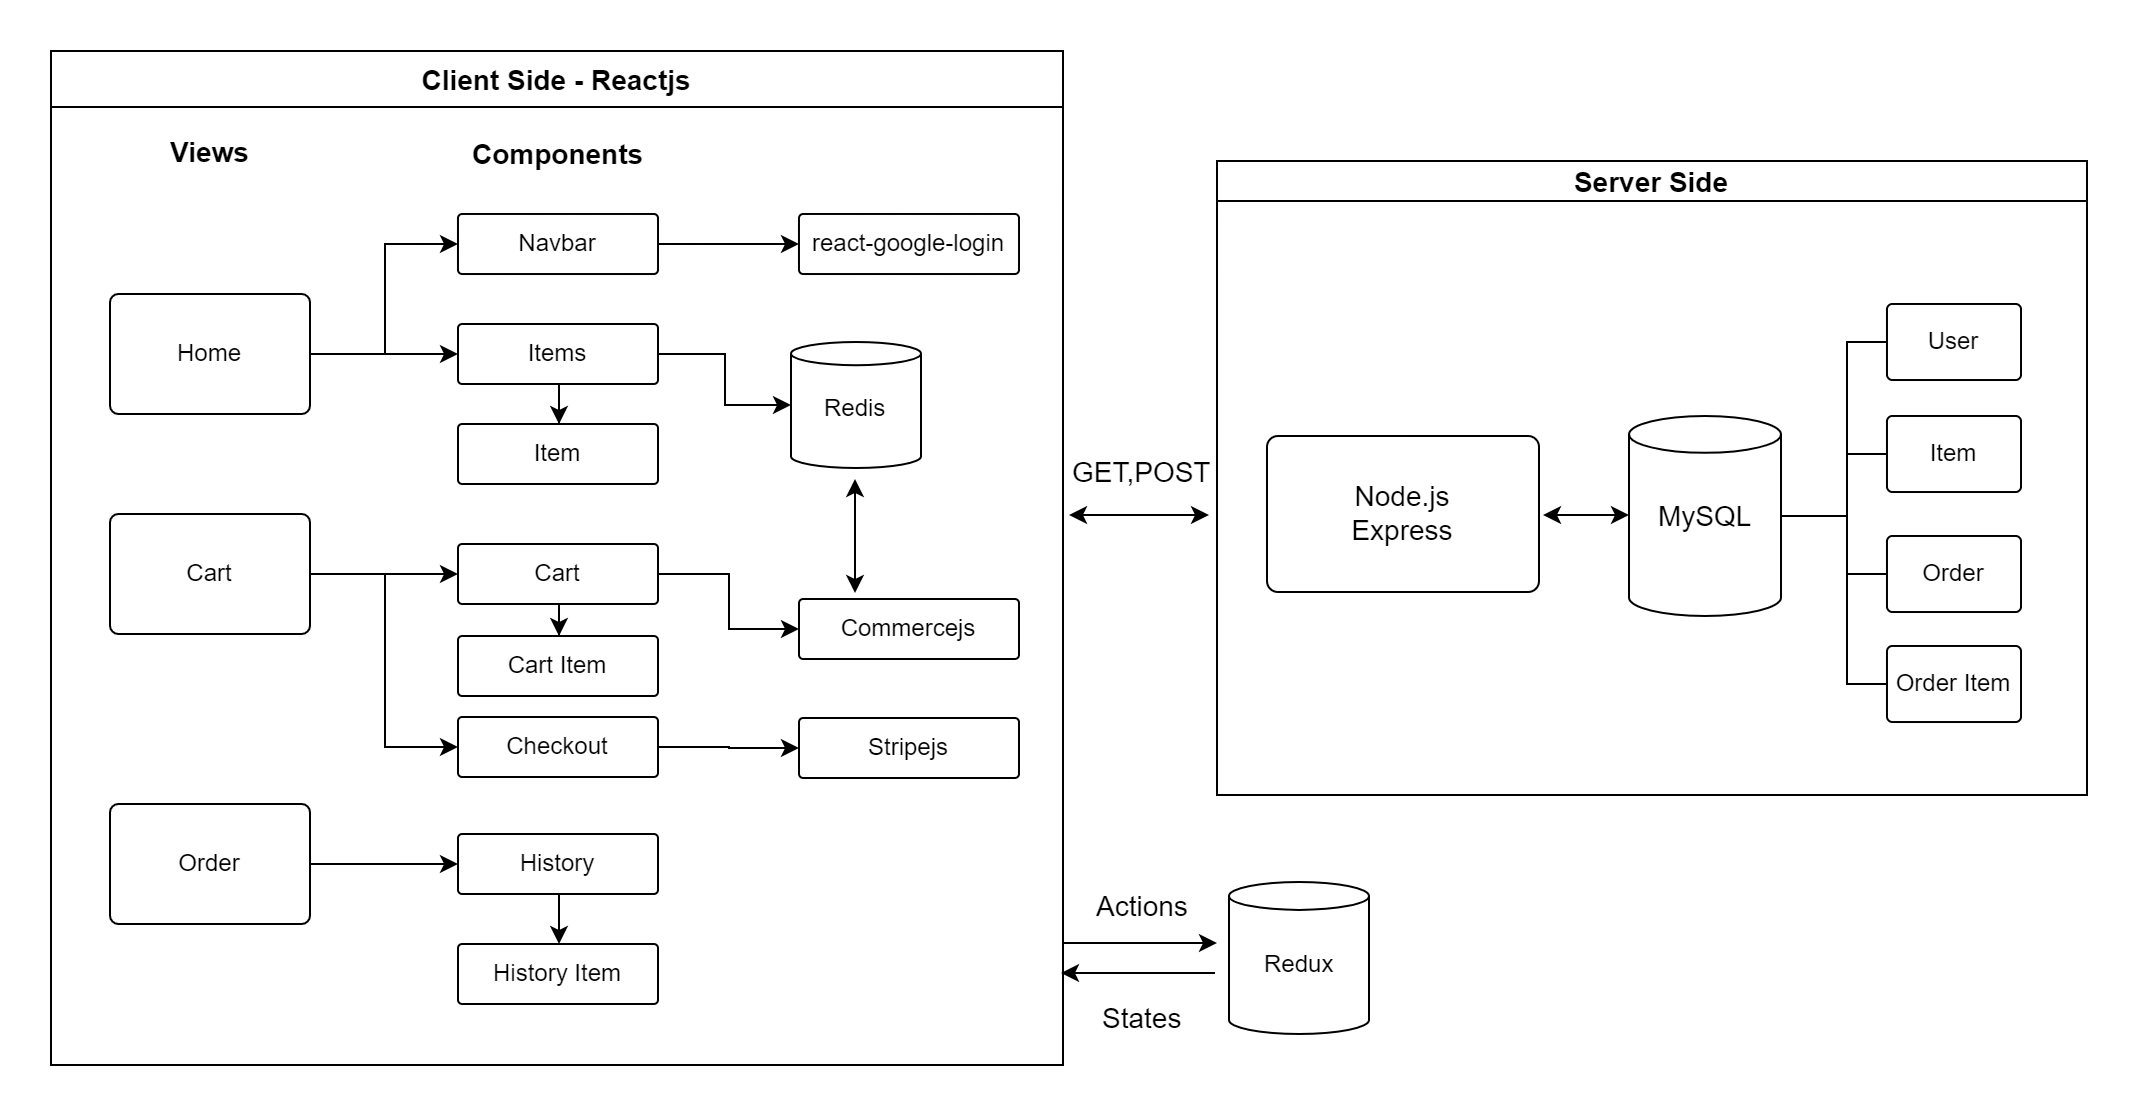 Client Side - Reactjs
Views
Components
Navbar
react-google-login
Home
Items
Redis
Item
Cart
Cart
Commercejs
Cart Item
Checkout
Stripejs
Order
History
History Item
GET,POST
Server Side
Node.js
Express
MySQL
User
Item
Order
Order Item
Actions
Redux
States